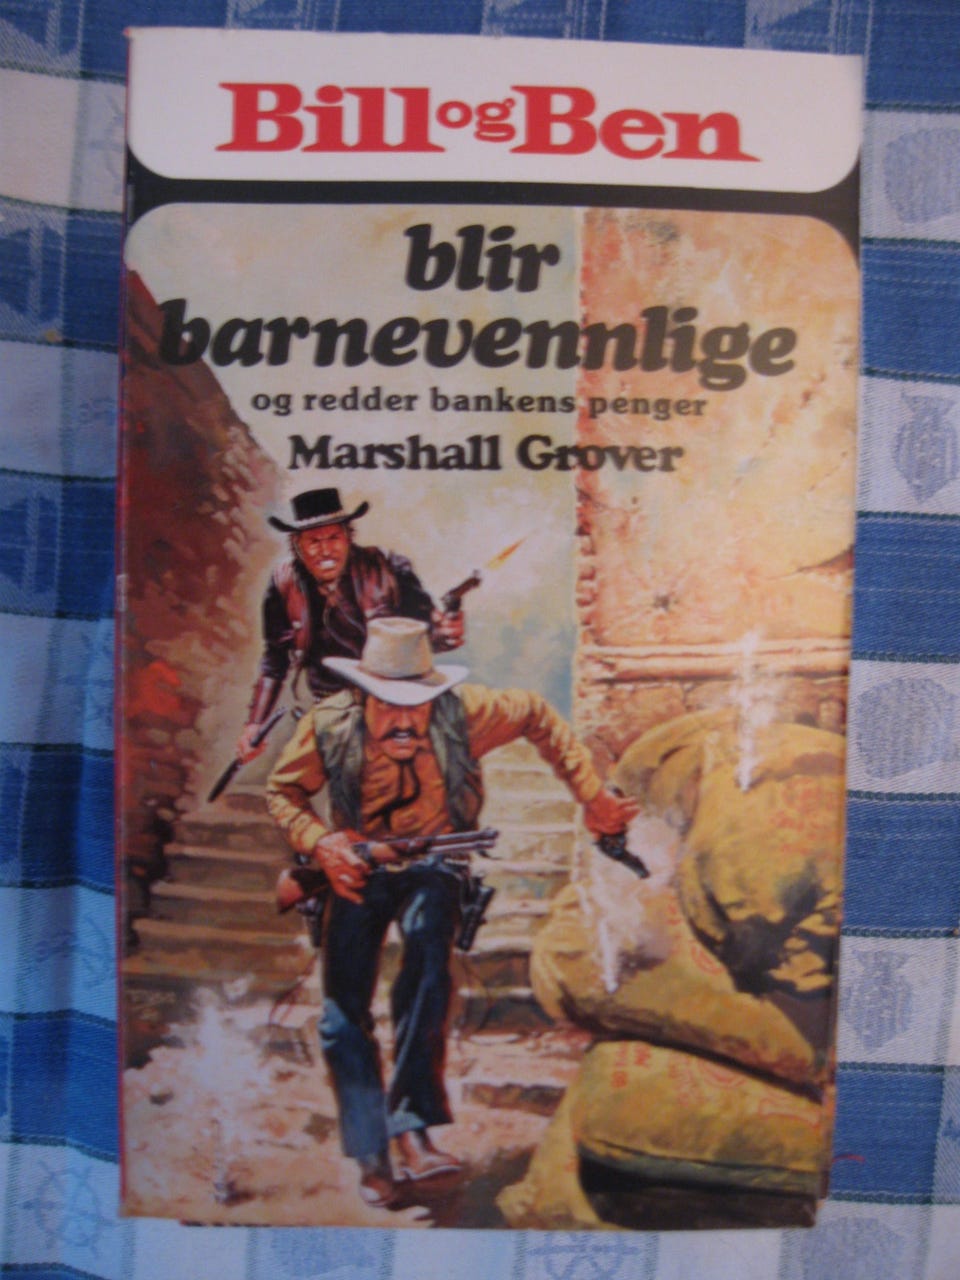 Bill og Ben
blir
barnevennlige
og redder bankens penger
Marshall Grover